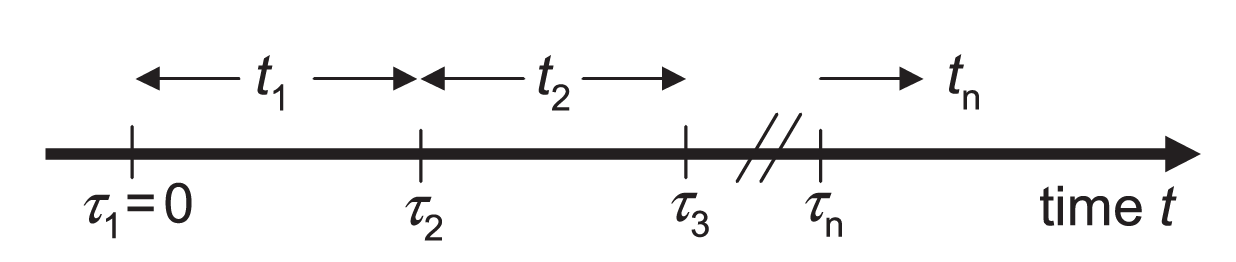 t₁ t₂ tₙ
τ₁ = 0 τ₂ τ₃ τₙ time t